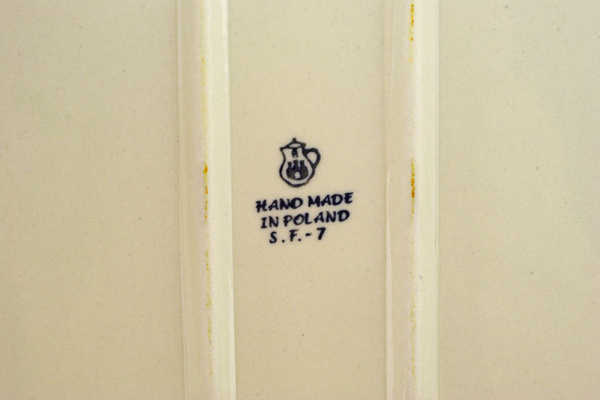 HAND MADE
IN POLAND
S.F.-7